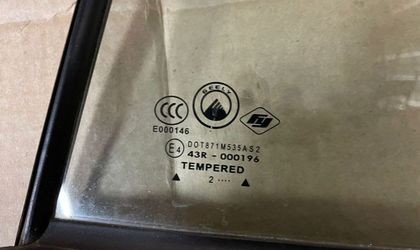 GEELY
CCC
E000146
E4
DOT871M535AS2
43R - 000196
TEMPERED
2 ....